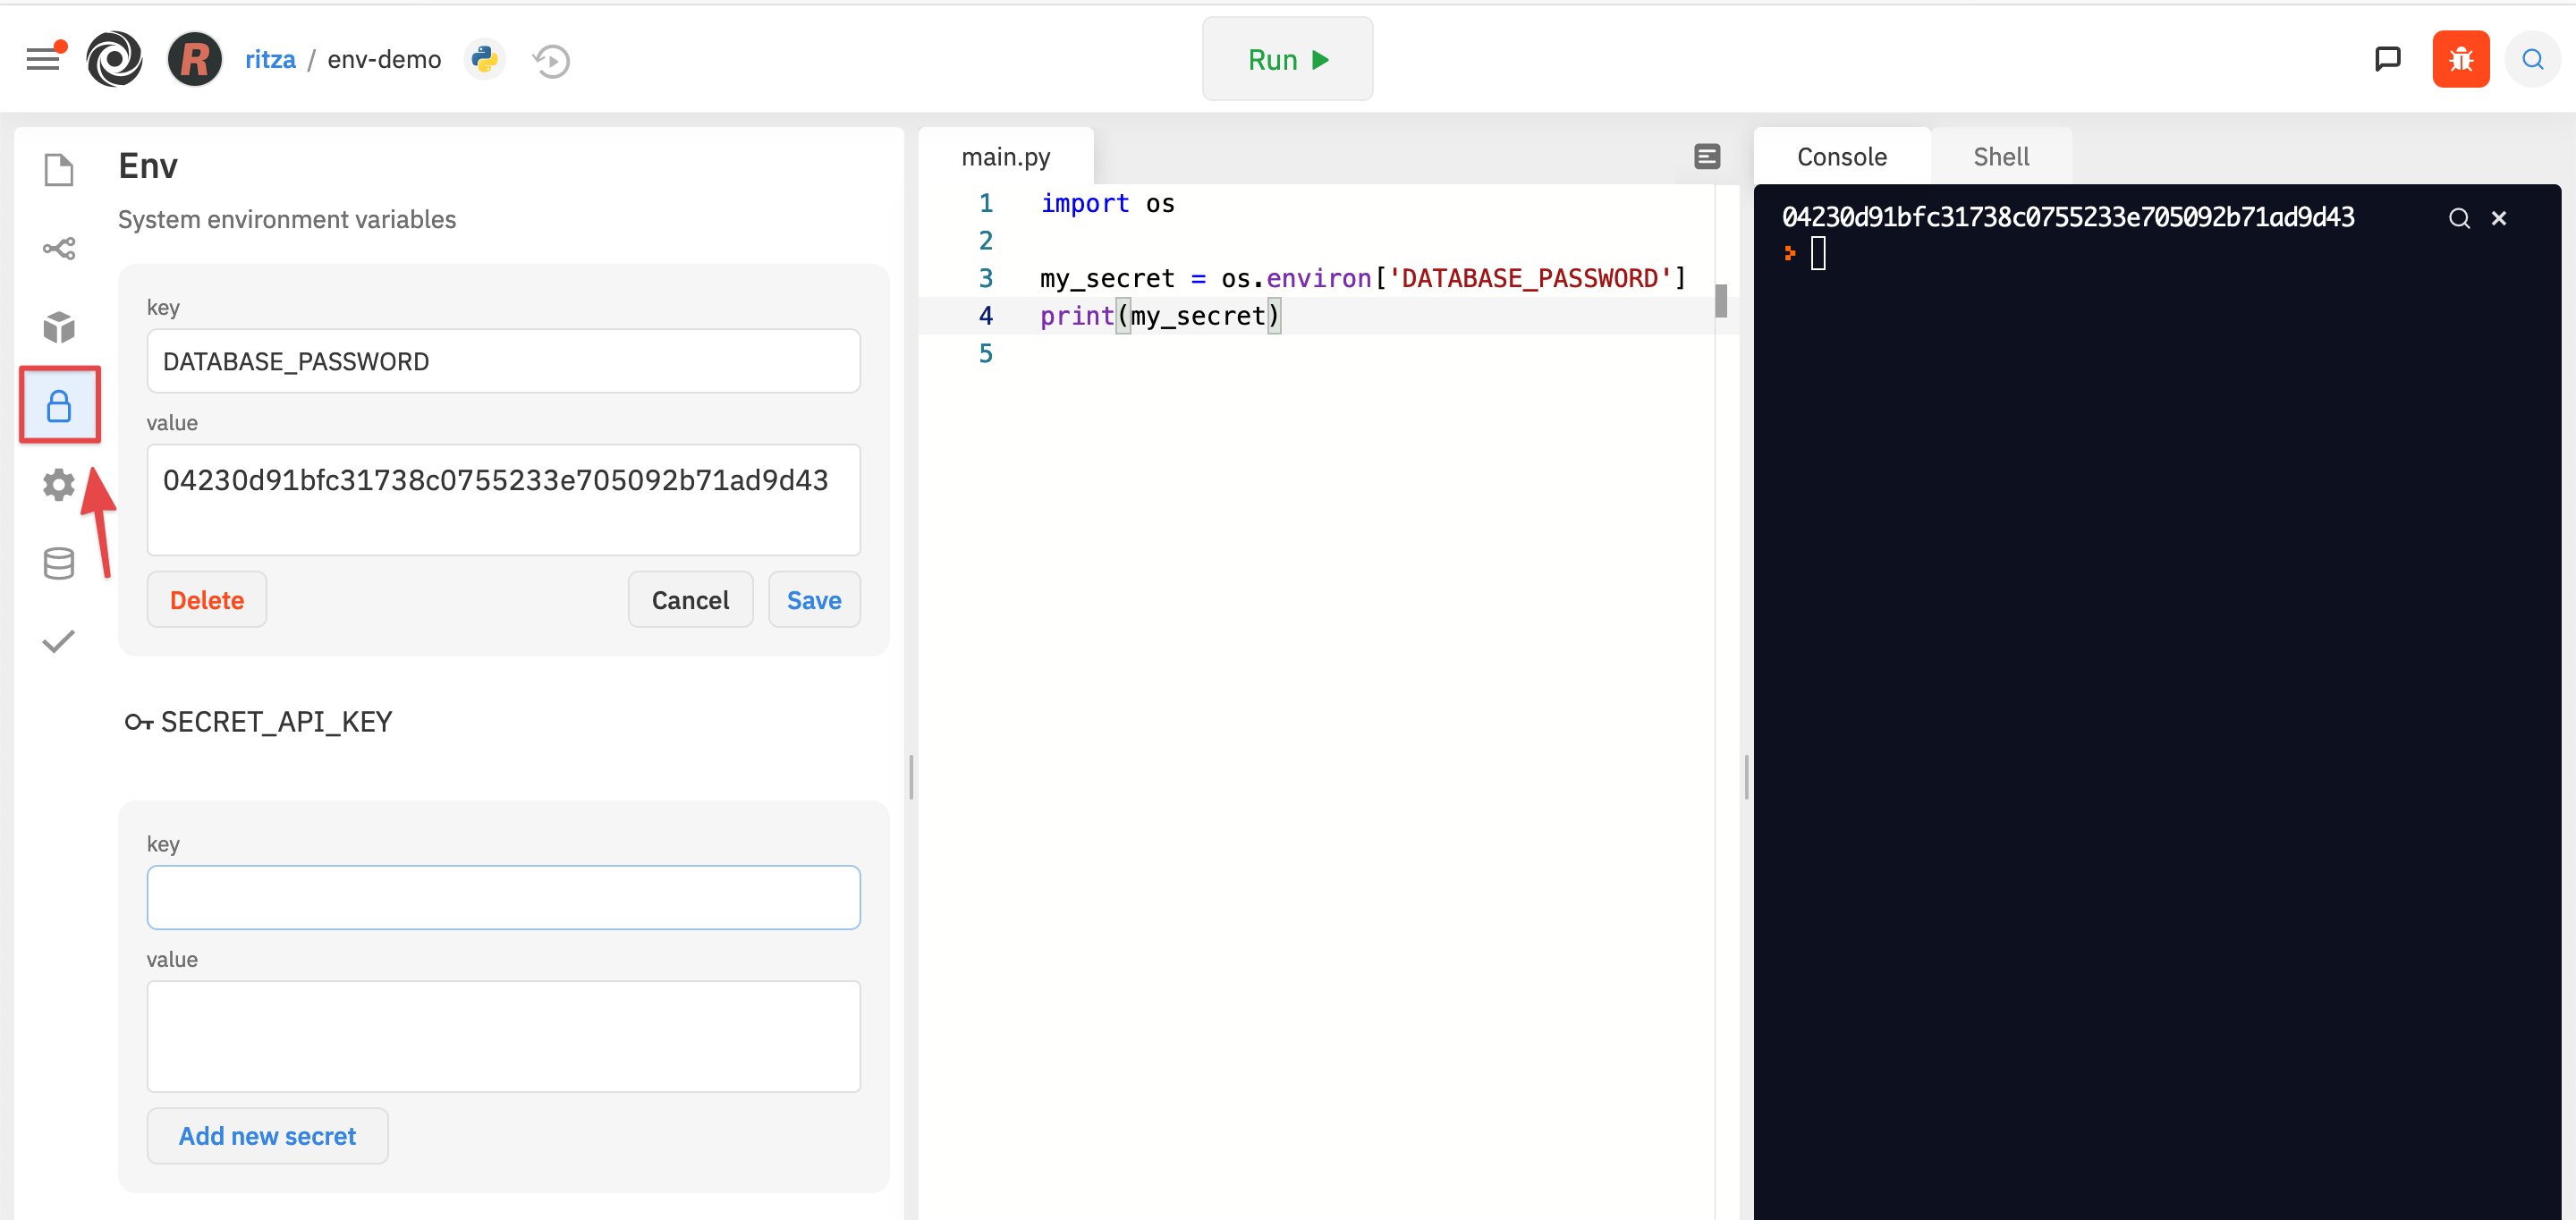 R ritza / env-demo
Run
Env
System environment variables
key
DATABASE_PASSWORD
value
04230d91bfc31738c0755233e705092b71ad9d43
Delete
Cancel
Save
SECRET_API_KEY
key
value
Add new secret
main.py
1 import os
2
3 my_secret = os.environ['DATABASE_PASSWORD']
4 print(my_secret)
5
Console
Shell
04230d91bfc31738c0755233e705092b71ad9d43